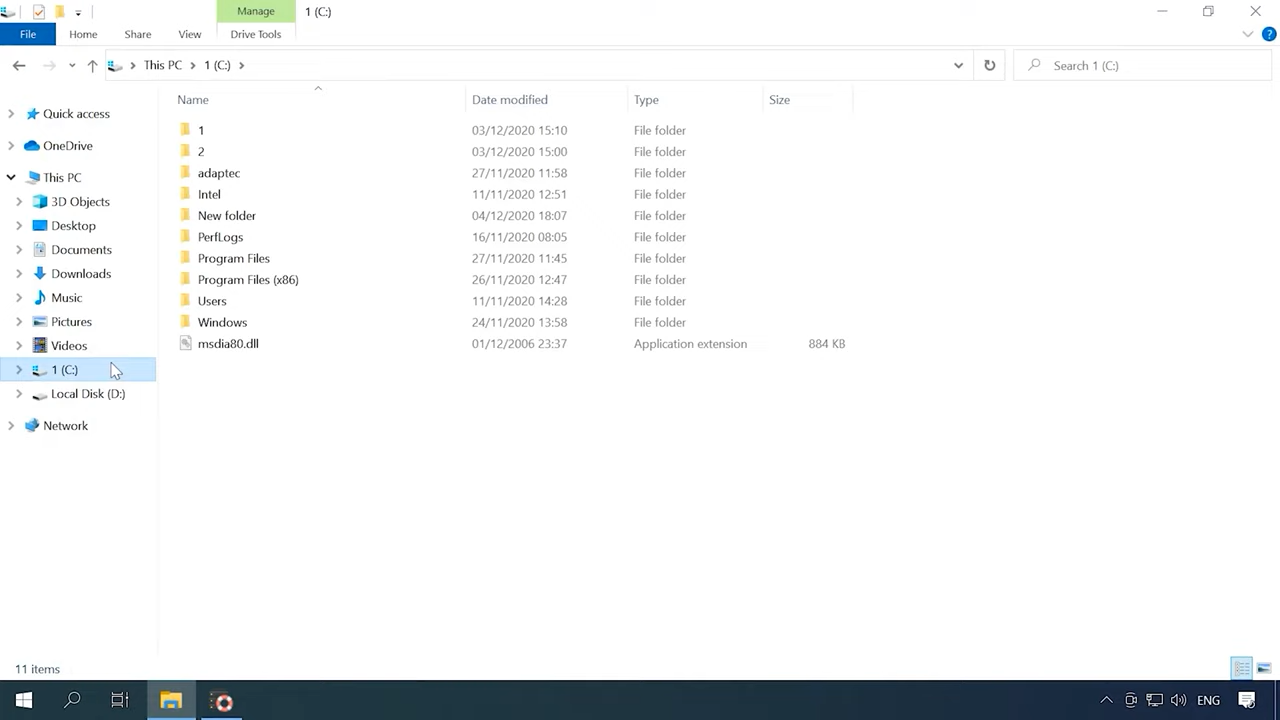 Manage
1 (C:)
File
Home
Share
View
Drive Tools
This PC
1 (C:)
Search 1 (C:)
Name
Date modified
Type
Size
Quick access
OneDrive
This PC
3D Objects
Desktop
Documents
Downloads
Music
Pictures
Videos
1 (C:)
Local Disk (D:)
Network
1 03/12/2020 15:10 File folder
2 03/12/2020 15:00 File folder
adaptec 27/11/2020 11:58 File folder
Intel 11/11/2020 12:51 File folder
New folder 04/12/2020 18:07 File folder
PerfLogs 16/11/2020 08:05 File folder
Program Files 27/11/2020 11:45 File folder
Program Files (x86) 26/11/2020 12:47 File folder
Users 11/11/2020 14:28 File folder
Windows 24/11/2020 13:58 File folder
msdia80.dll 01/12/2006 23:37 Application extension 884 KB
11 items
ENG